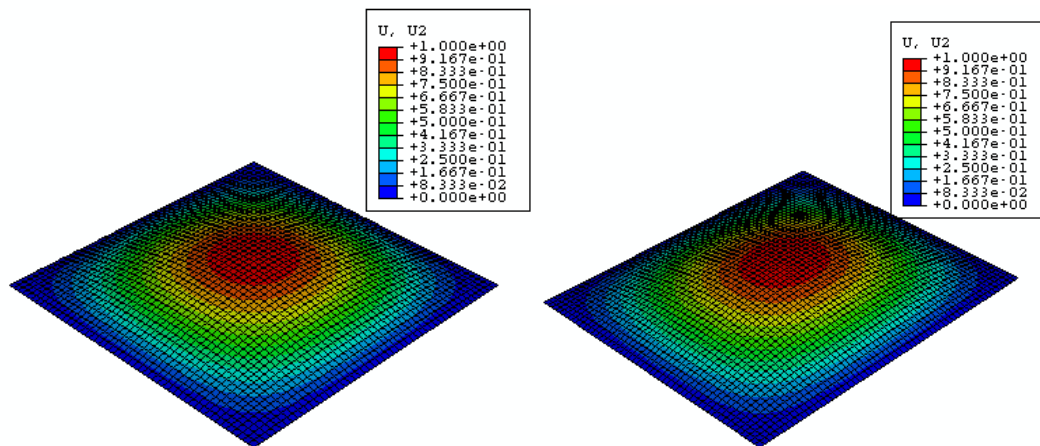 U, U2
+1.000e+00
+9.167e-01
+8.333e-01
+7.500e-01
+6.667e-01
+5.833e-01
+5.000e-01
+4.167e-01
+3.333e-01
+2.500e-01
+1.667e-01
+8.333e-02
+0.000e+00
U, U2
+1.000e+00
+9.167e-01
+8.333e-01
+7.500e-01
+6.667e-01
+5.833e-01
+5.000e-01
+4.167e-01
+3.333e-01
+2.500e-01
+1.667e-01
+8.333e-02
+0.000e+00